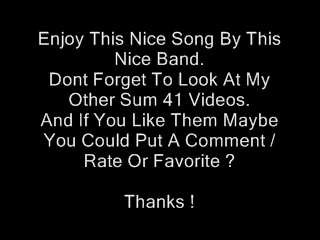 Enjoy This Nice Song By This
Nice Band.
Dont Forget To Look At My
Other Sum 41 Videos.
And If You Like Them Maybe
You Could Put A Comment /
Rate Or Favorite ?
Thanks !